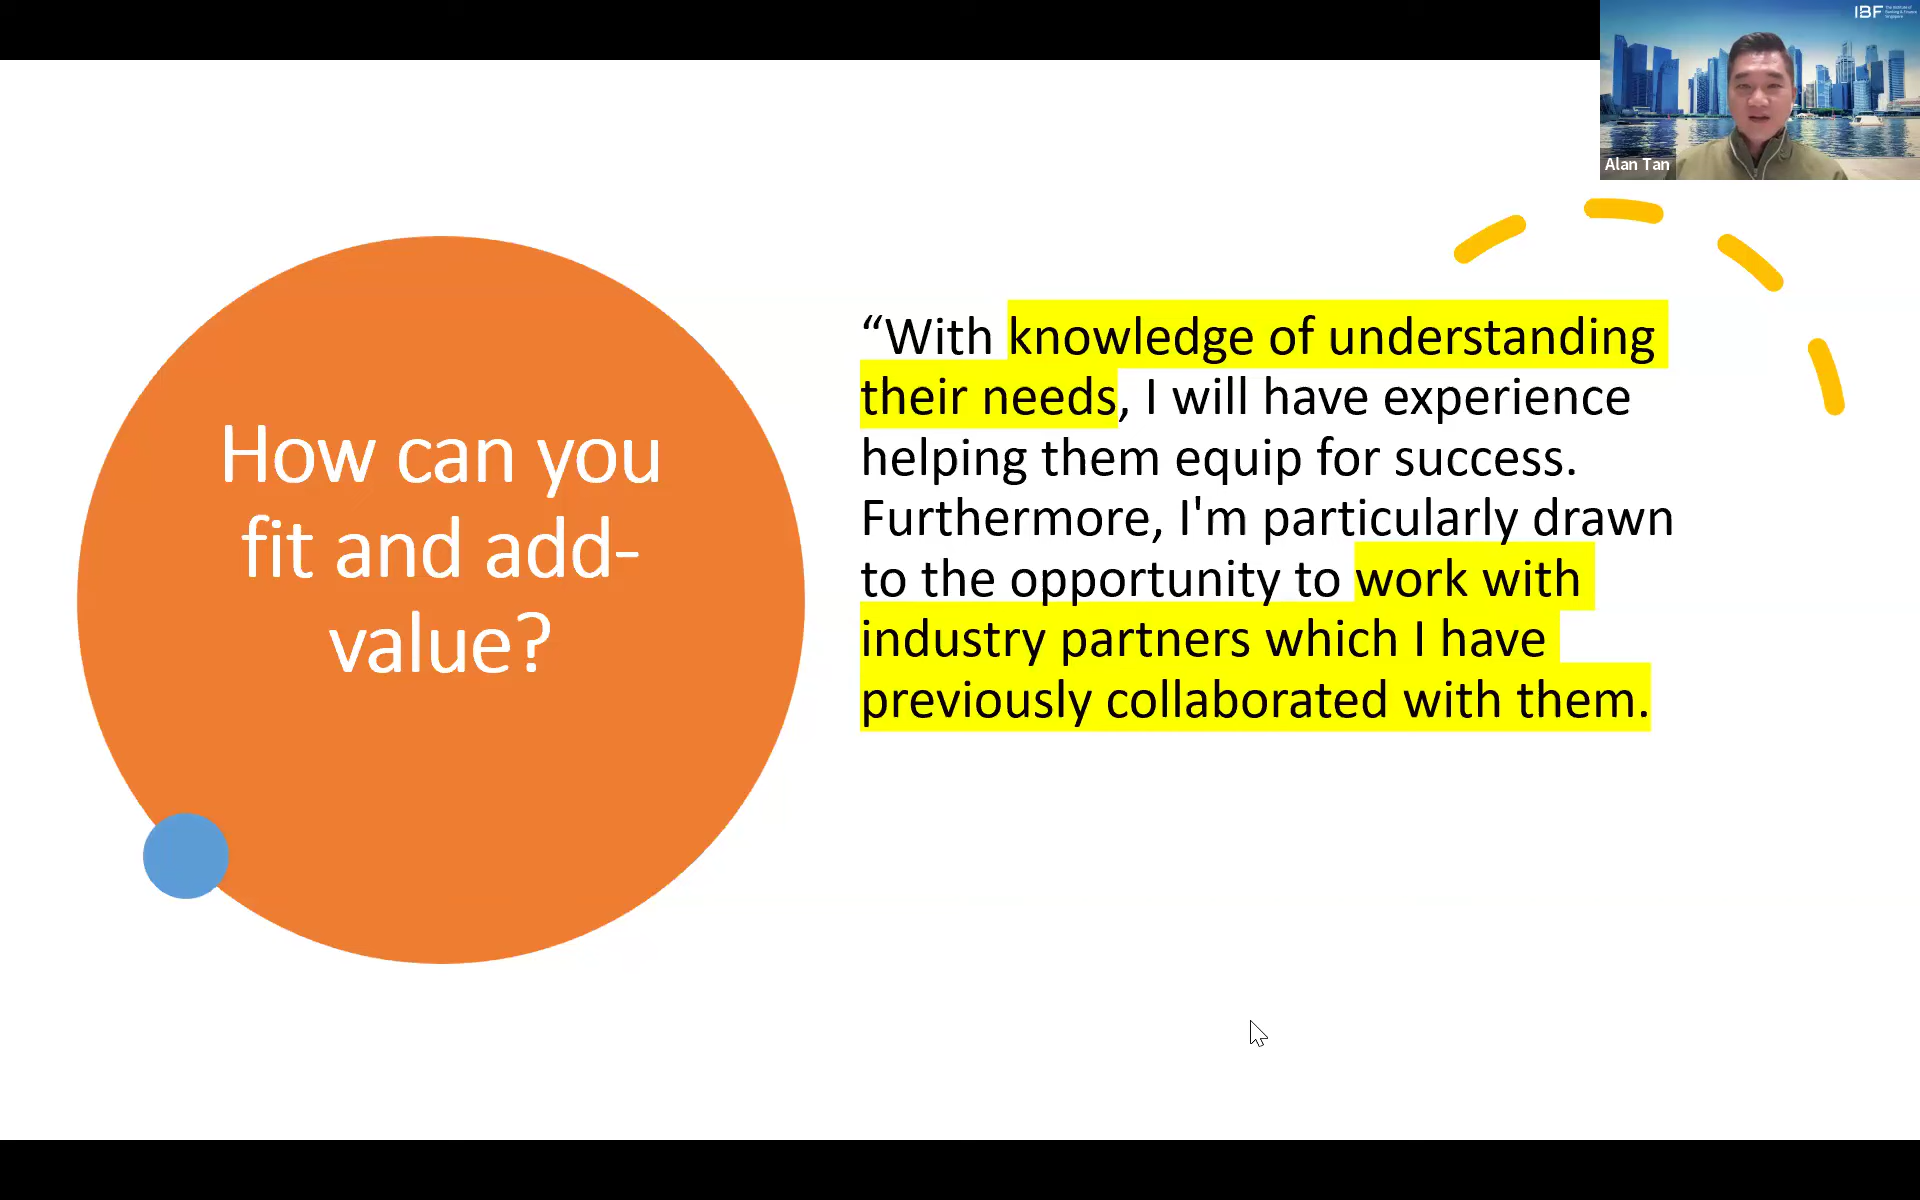 IBF
Alan Tan
How can you
fit and add-
value?
“With knowledge of understanding
their needs, I will have experience
helping them equip for success.
Furthermore, I'm particularly drawn
to the opportunity to work with
industry partners which I have
previously collaborated with them.